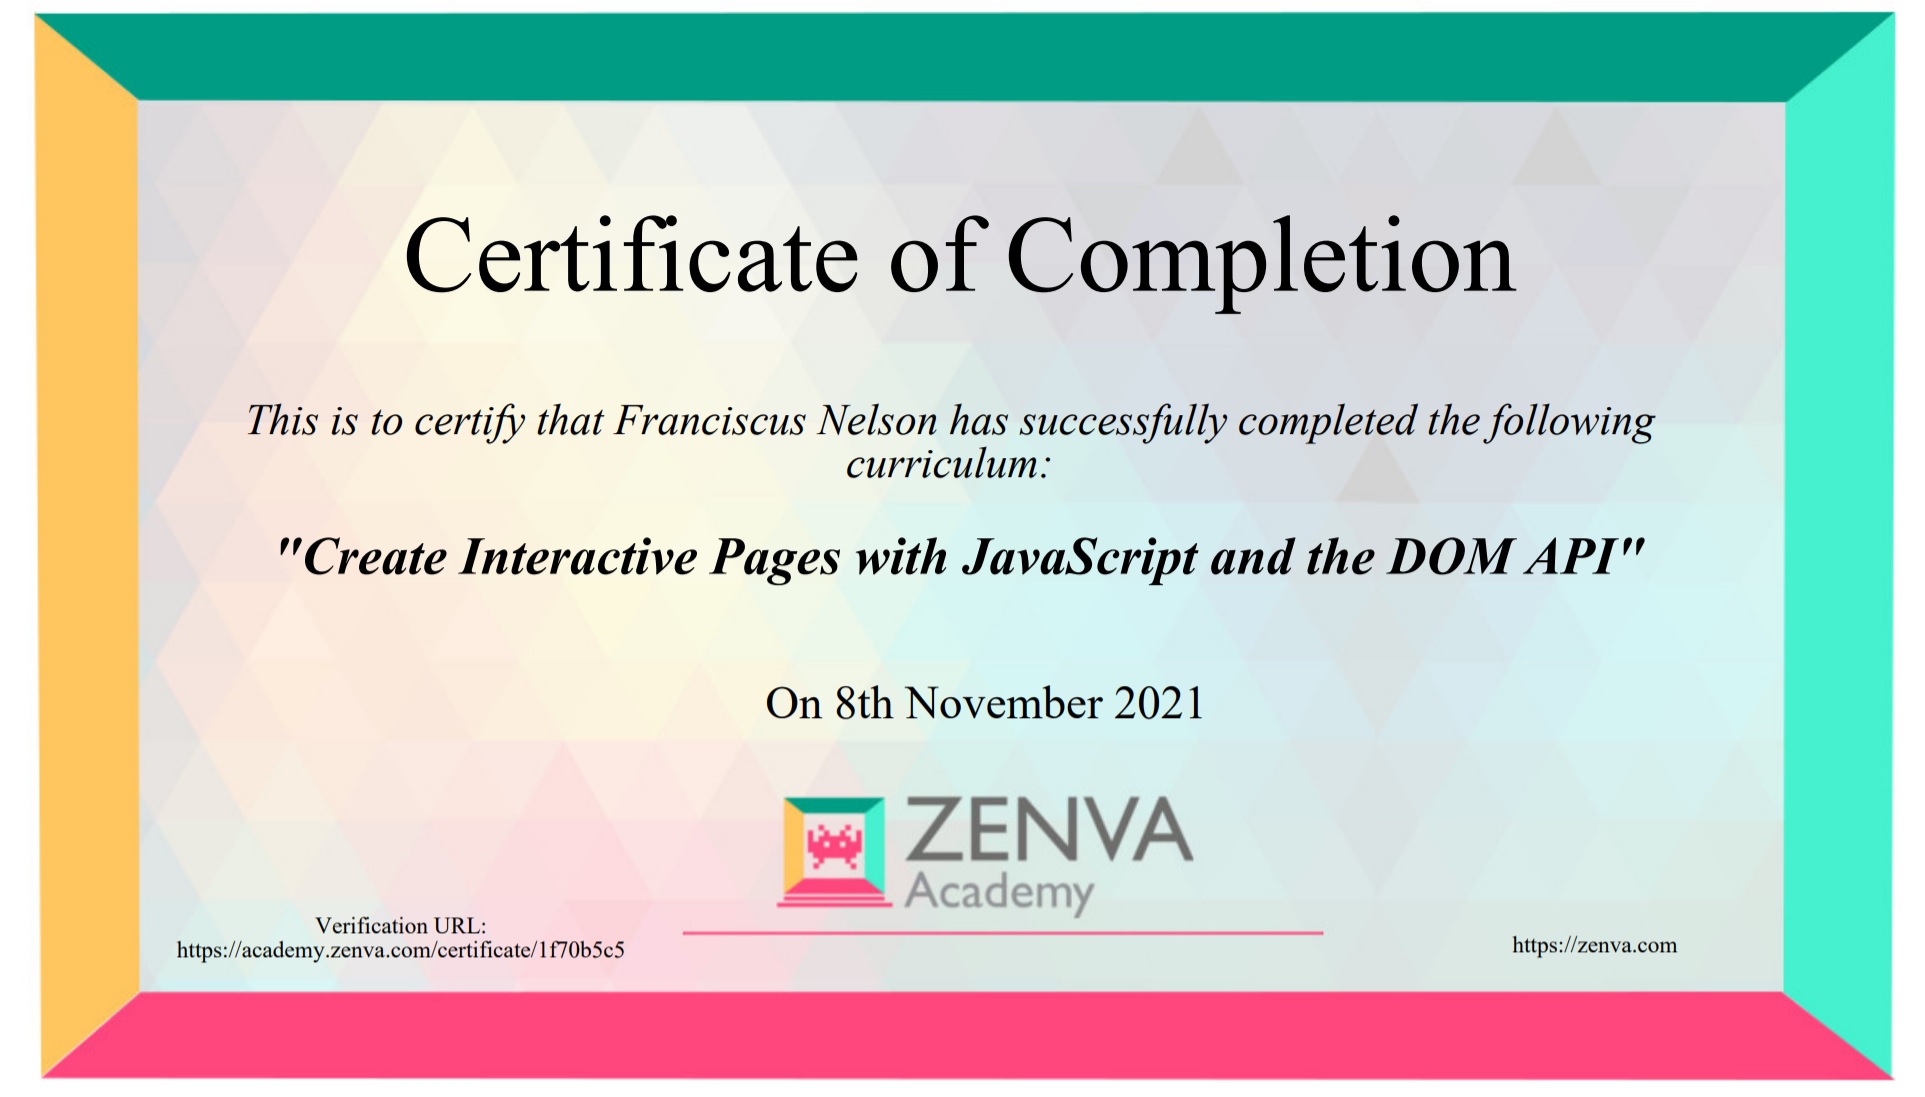 Certificate of Completion
This is to certify that Franciscus Nelson has successfully completed the following
curriculum:
"Create Interactive Pages with JavaScript and the DOM API"
On 8th November 2021
ZENVA
Academy
Verification URL:
https://academy.zenva.com/certificate/1f70b5c5
https://zenva.com